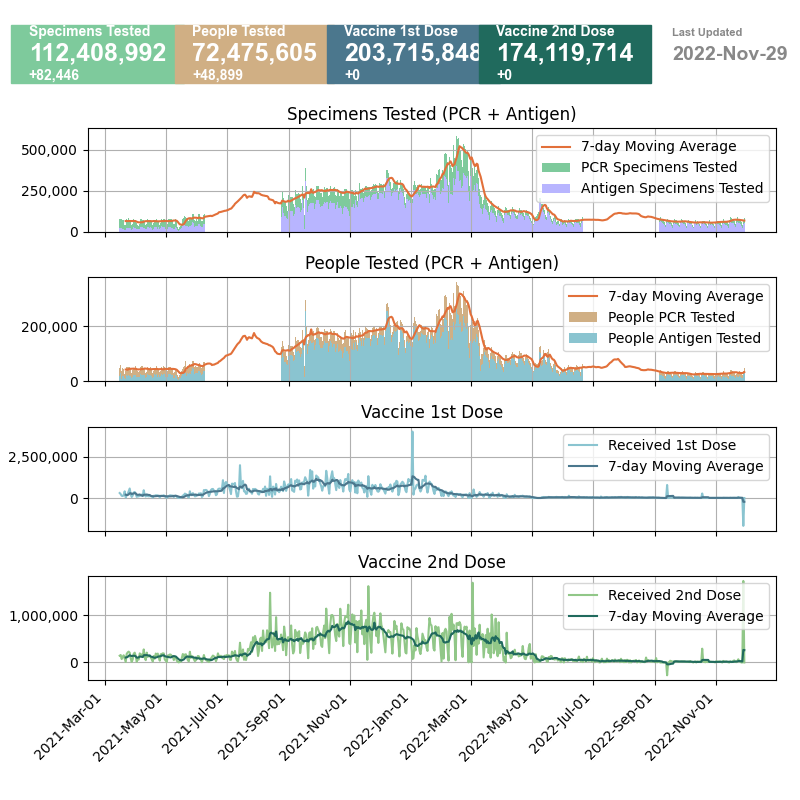 Specimens Tested
112,408,992
+82,446
People Tested
72,475,605
+48,899
Vaccine 1st Dose
203,715,848
+0
Vaccine 2nd Dose
174,119,714
+0
Last Updated
2022-Nov-29
Specimens Tested (PCR + Antigen)
500,000
250,000
0
7-day Moving Average
PCR Specimens Tested
Antigen Specimens Tested
People Tested (PCR + Antigen)
200,000
0
7-day Moving Average
People PCR Tested
People Antigen Tested
Vaccine 1st Dose
2,500,000
0
Received 1st Dose
7-day Moving Average
Vaccine 2nd Dose
1,000,000
0
Received 2nd Dose
7-day Moving Average
2021-Mar-01
2021-May-01
2021-Jul-01
2021-Sep-01
2021-Nov-01
2022-Jan-01
2022-Mar-01
2022-May-01
2022-Jul-01
2022-Sep-01
2022-Nov-01